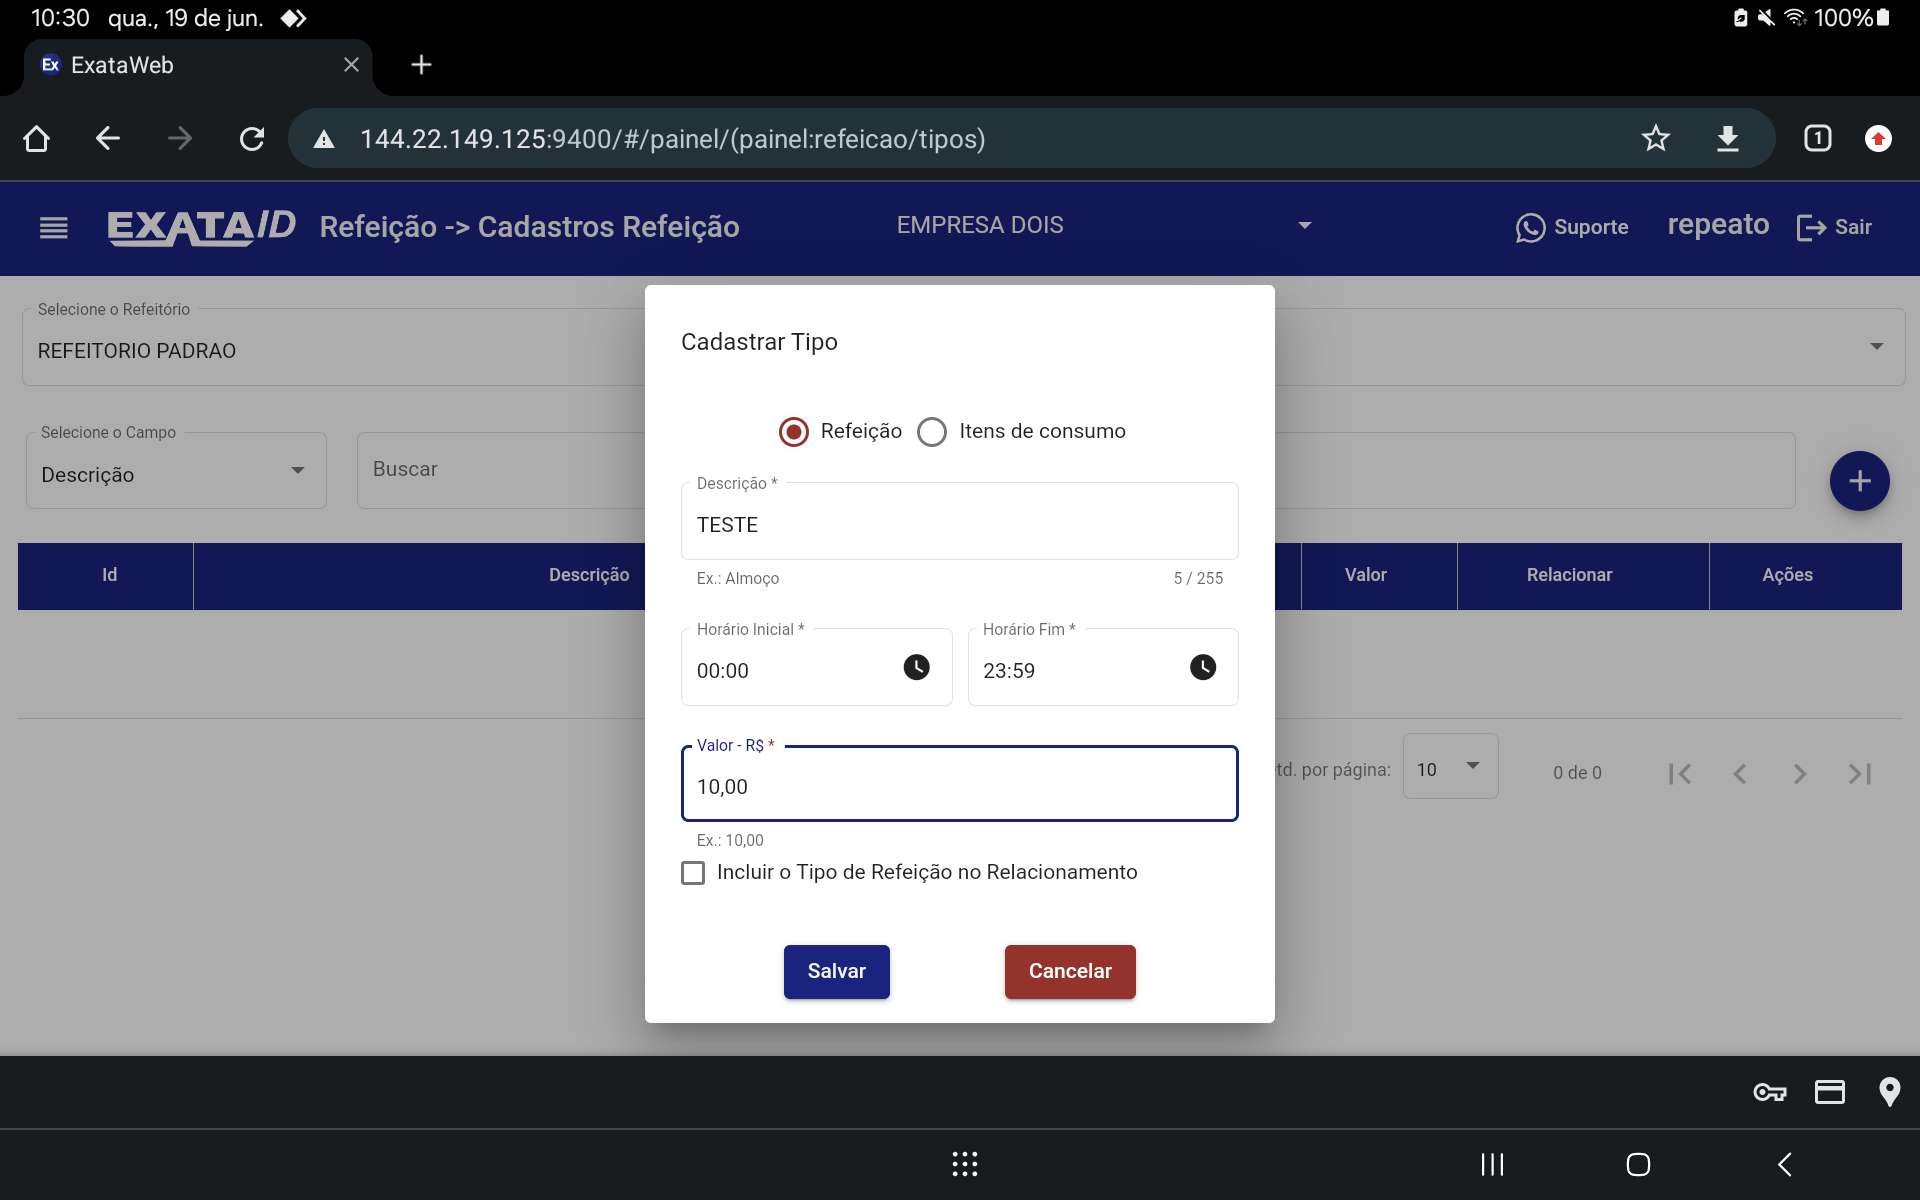 10:30 qua., 19 de jun. 100%
Ex ExataWeb
144.22.149.125:9400/#/painel/(painel:refeicao/tipos) 1
EXATAID Refeição -> Cadastros Refeição EMPRESA DOIS Suporte repeato Sair
Selecione o Refeitório
REFEITORIO PADRAO
Cadastrar Tipo
Refeição Itens de consumo
Selecione o Campo
Descrição
Buscar
Descrição *
TESTE
Ex.: Almoço 5 / 255
Id Descrição Valor Relacionar Ações
Horário Inicial * Horário Fim *
00:00 23:59
Valor - R$ *
10,00
td. por página: 10 0 de 0
Ex.: 10,00
Incluir o Tipo de Refeição no Relacionamento
Salvar Cancelar